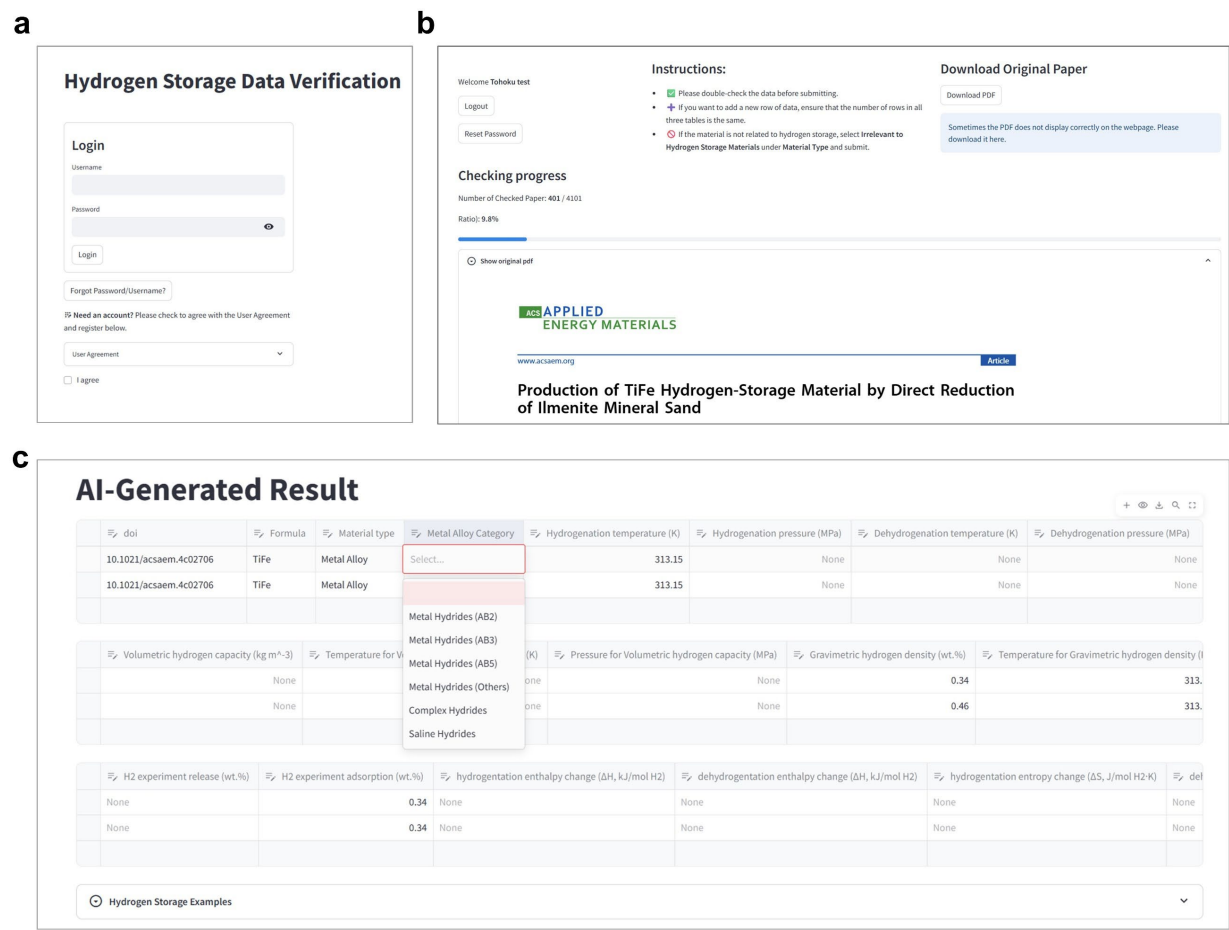 a
Hydrogen Storage Data Verification
Login
Username
Password
Login
Forgot Password/Username?
Need an account? Please check to agree with the User Agreement
and register below.
User Agreement
I agree
b
Welcome Tohoku test
Logout
Reset Password
Instructions:
• ✅ Please double-check the data before submitting.
• ➕ If you want to add a new row of data, ensure that the number of rows in all
three tables is the same.
• 🚫 If the material is not related to hydrogen storage, select Irrelevant to
Hydrogen Storage Materials under Material Type and submit.
Download Original Paper
Download PDF
Sometimes the PDF does not display correctly on the webpage. Please
download it here.
Checking progress
Number of Checked Paper: 401 / 4101
Ratio): 9.8%
Show original pdf
ACS APPLIED
ENERGY MATERIALS
www.acsaem.org Article
Production of TiFe Hydrogen-Storage Material by Direct Reduction
of Ilmenite Mineral Sand
c
AI-Generated Result
doi Formula Material type Metal Alloy Category Hydrogenation temperature (K) Hydrogenation pressure (MPa) Dehydrogenation temperature (K) Dehydrogenation pressure (MPa)
10.1021/acsaem.4c02706 TiFe Metal Alloy Select... 313.15 None None None
10.1021/acsaem.4c02706 TiFe Metal Alloy 313.15 None None None
Metal Hydrides (AB2)
Metal Hydrides (AB3)
Metal Hydrides (AB5)
Metal Hydrides (Others)
Complex Hydrides
Saline Hydrides
Volumetric hydrogen capacity (kg m^-3) Temperature for V (K) Pressure for Volumetric hydrogen capacity (MPa) Gravimetric hydrogen density (wt.%) Temperature for Gravimetric hydrogen density (
None one None 0.34 313.
None one None 0.46 313.
H2 experiment release (wt.%) H2 experiment adsorption (wt.%) hydrogentation enthalpy change (ΔH, kJ/mol H2) dehydrogentation enthalpy change (ΔH, kJ/mol H2) hydrogentation entropy change (ΔS, J/mol H2·K) deh
None 0.34 None None None None
None 0.34 None None None None
Hydrogen Storage Examples